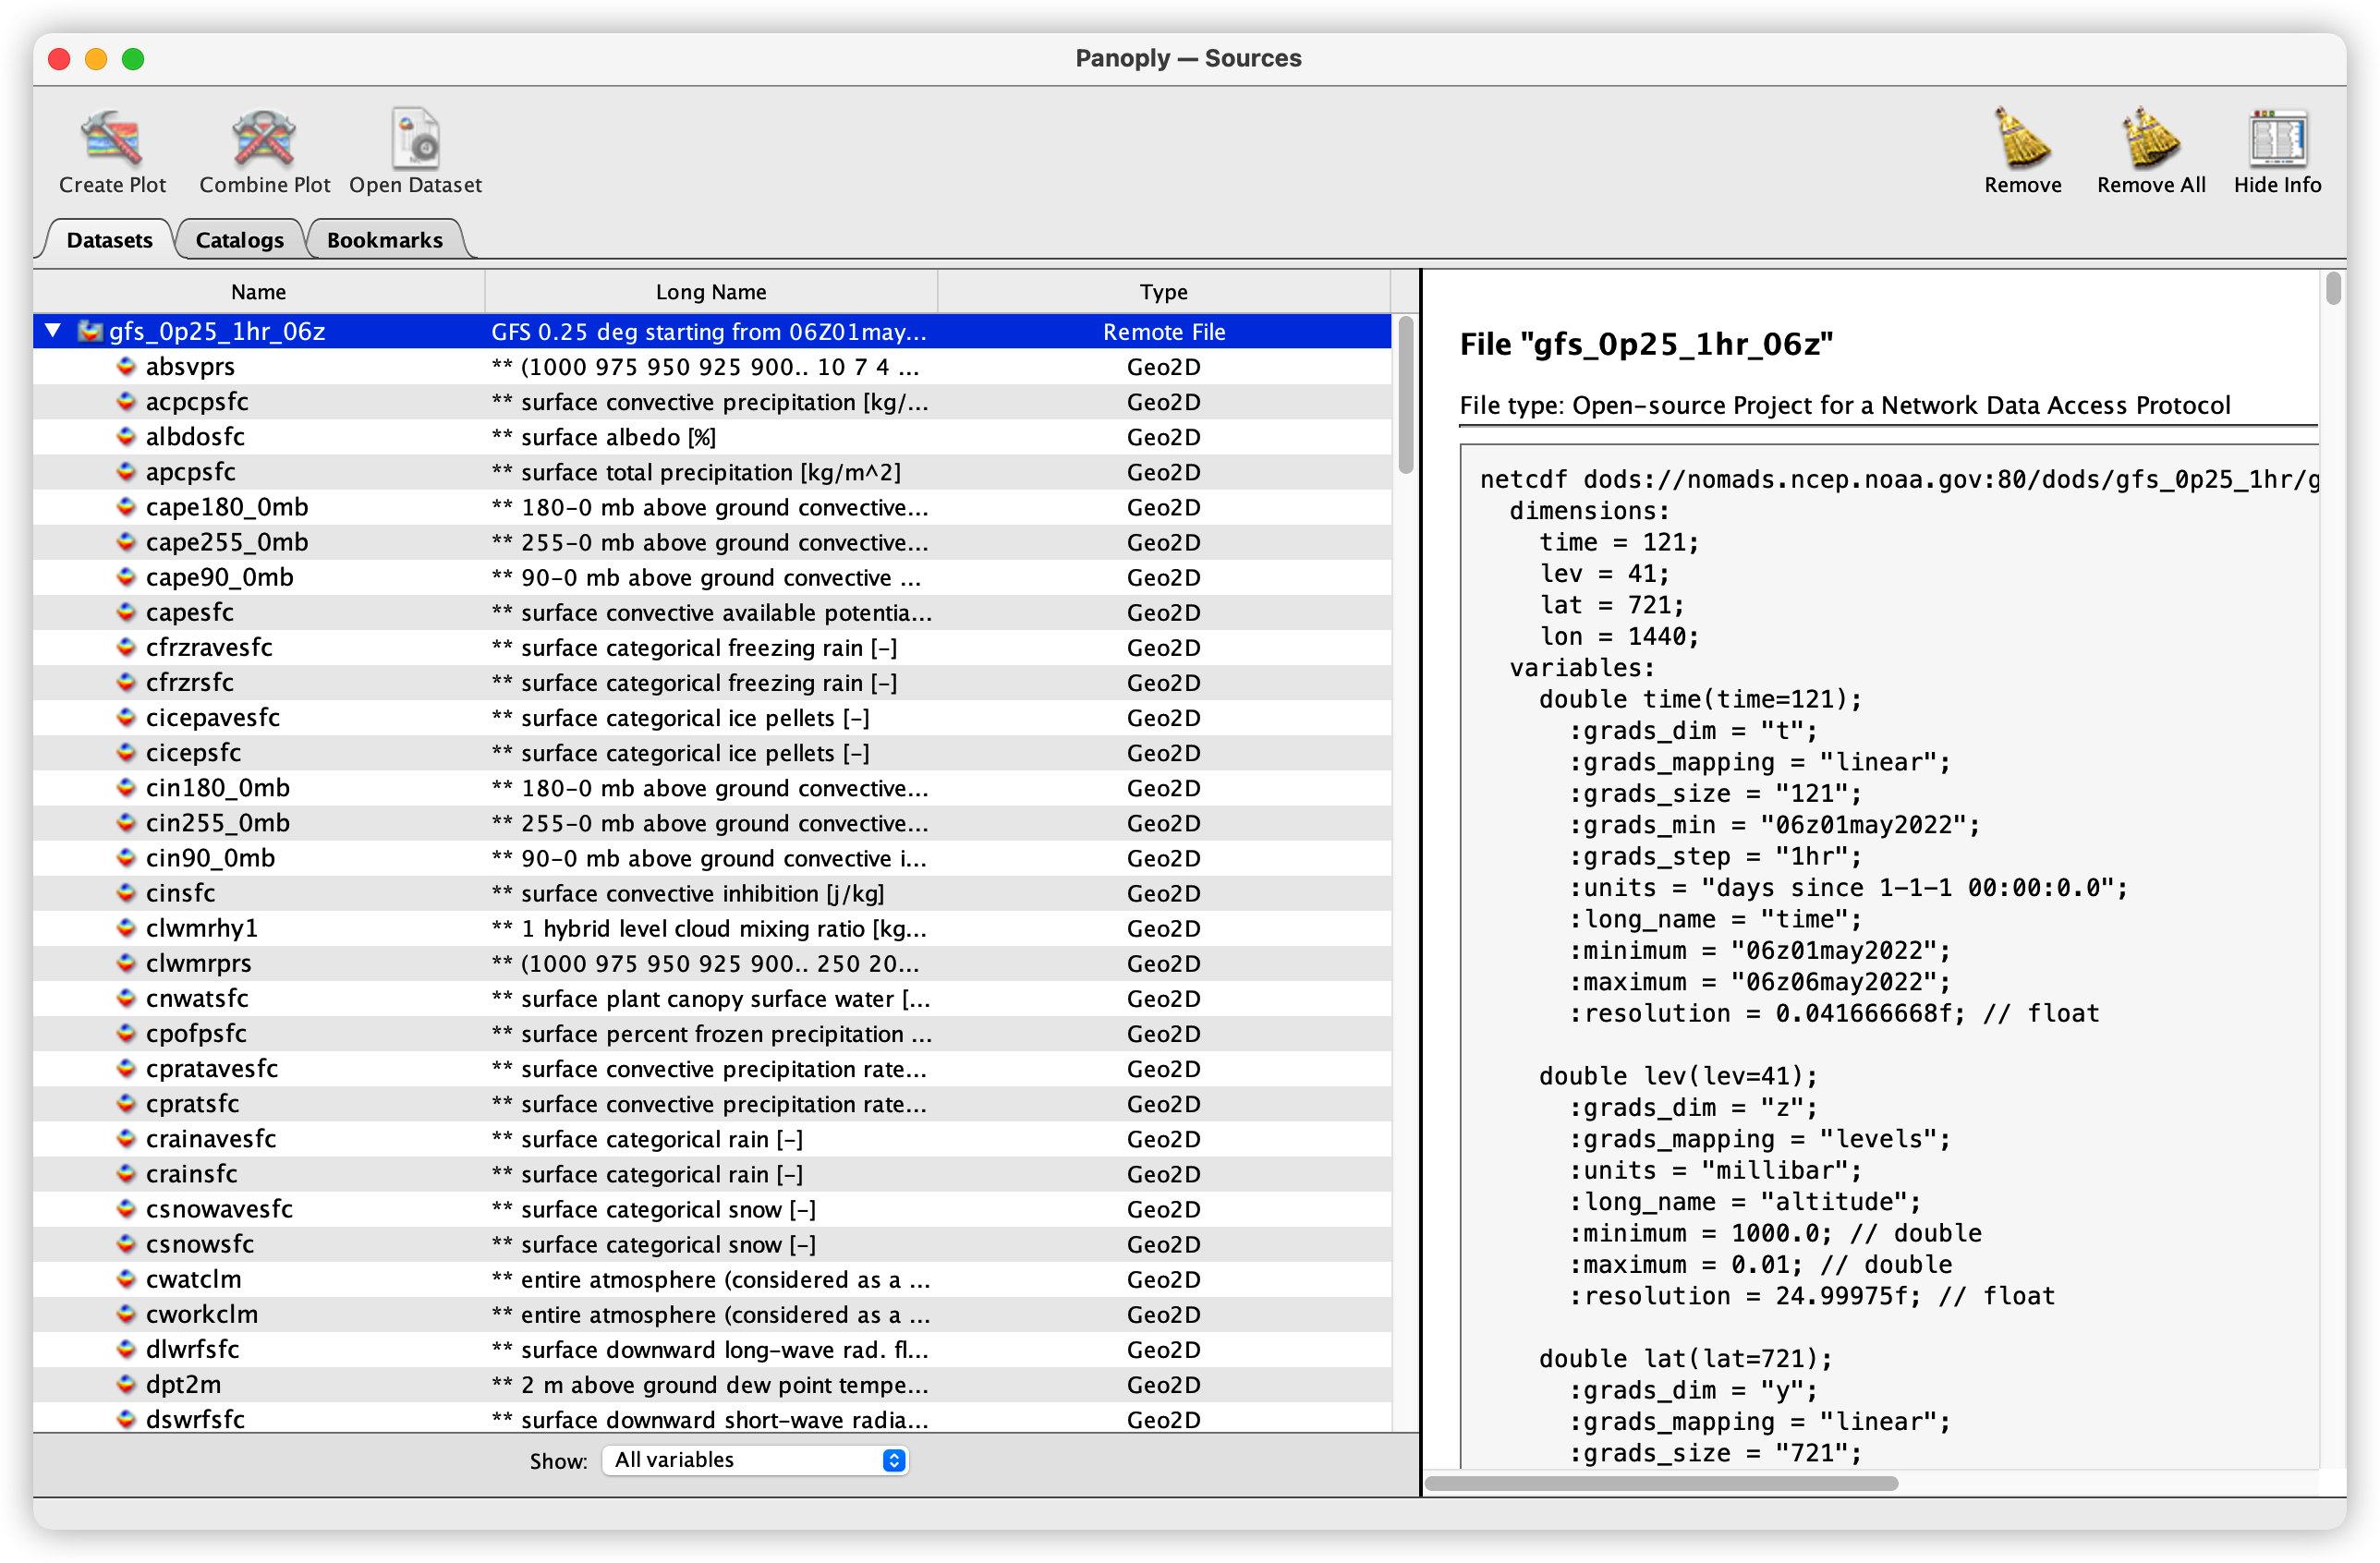 Panoply — Sources
Create Plot
Combine Plot
Open Dataset
Remove
Remove All
Hide Info
Datasets
Catalogs
Bookmarks
Name Long Name Type
gfs_0p25_1hr_06z GFS 0.25 deg starting from 06Z01may... Remote File
absvprs ** (1000 975 950 925 900.. 10 7 4 ... Geo2D
acpcpsfc ** surface convective precipitation [kg/... Geo2D
albdosfc ** surface albedo [%] Geo2D
apcpsfc ** surface total precipitation [kg/m^2] Geo2D
cape180_0mb ** 180-0 mb above ground convective... Geo2D
cape255_0mb ** 255-0 mb above ground convective... Geo2D
cape90_0mb ** 90-0 mb above ground convective ... Geo2D
capesfc ** surface convective available potentia... Geo2D
cfrzravesfc ** surface categorical freezing rain [-] Geo2D
cfrzrsfc ** surface categorical freezing rain [-] Geo2D
cicepavesfc ** surface categorical ice pellets [-] Geo2D
cicepsfc ** surface categorical ice pellets [-] Geo2D
cin180_0mb ** 180-0 mb above ground convective... Geo2D
cin255_0mb ** 255-0 mb above ground convective... Geo2D
cin90_0mb ** 90-0 mb above ground convective i... Geo2D
cinsfc ** surface convective inhibition [j/kg] Geo2D
clwmrhy1 ** 1 hybrid level cloud mixing ratio [kg... Geo2D
clwmrprs ** (1000 975 950 925 900.. 250 20... Geo2D
cnwatsfc ** surface plant canopy surface water [... Geo2D
cpofpsfc ** surface percent frozen precipitation ... Geo2D
cpratavesfc ** surface convective precipitation rate... Geo2D
cpratsfc ** surface convective precipitation rate... Geo2D
crainavesfc ** surface categorical rain [-] Geo2D
crainsfc ** surface categorical rain [-] Geo2D
csnowavesfc ** surface categorical snow [-] Geo2D
csnowsfc ** surface categorical snow [-] Geo2D
cwatclm ** entire atmosphere (considered as a ... Geo2D
cworkclm ** entire atmosphere (considered as a ... Geo2D
dlwrfsfc ** surface downward long-wave rad. fl... Geo2D
dpt2m ** 2 m above ground dew point tempe... Geo2D
dswrfsfc ** surface downward short-wave radia... Geo2D
Show: All variables
File "gfs_0p25_1hr_06z"
File type: Open-source Project for a Network Data Access Protocol
netcdf dods://nomads.ncep.noaa.gov:80/dods/gfs_0p25_1hr/g
dimensions:
time = 121;
lev = 41;
lat = 721;
lon = 1440;
variables:
double time(time=121);
:grads_dim = "t";
:grads_mapping = "linear";
:grads_size = "121";
:grads_min = "06z01may2022";
:grads_step = "1hr";
:units = "days since 1-1-1 00:00:0.0";
:long_name = "time";
:minimum = "06z01may2022";
:maximum = "06z06may2022";
:resolution = 0.041666668f; // float
double lev(lev=41);
:grads_dim = "z";
:grads_mapping = "levels";
:units = "millibar";
:long_name = "altitude";
:minimum = 1000.0; // double
:maximum = 0.01; // double
:resolution = 24.99975f; // float
double lat(lat=721);
:grads_dim = "y";
:grads_mapping = "linear";
:grads_size = "721";